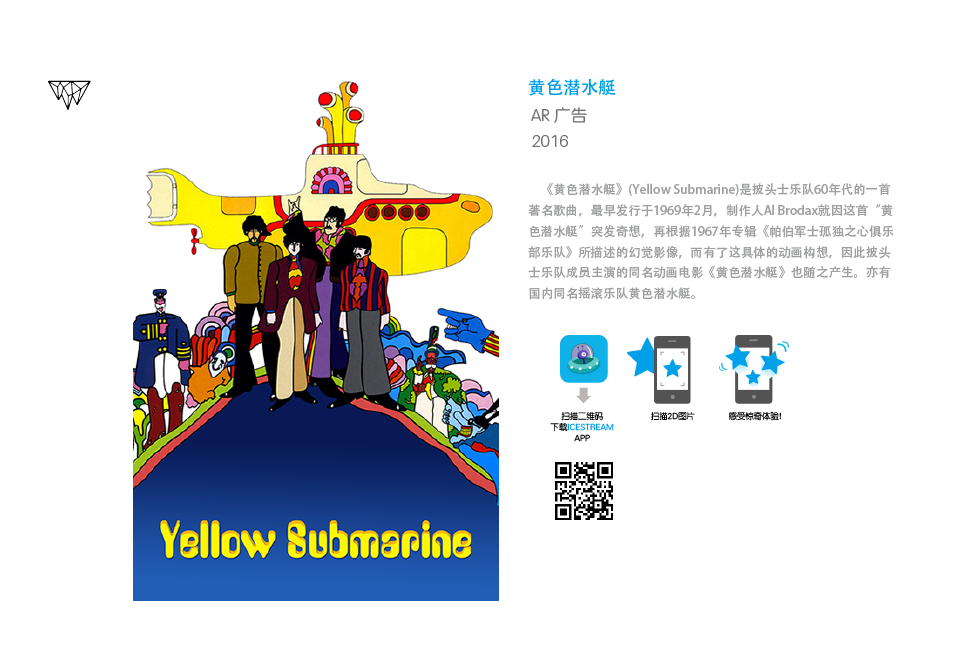 黄色潜水艇
AR 广告
2016
《黄色潜水艇》(Yellow Submarine)是披头士乐队60年代的一首
著名歌曲，最早发行于1969年2月，制作人Al Brodax就因这首“黄
色潜水艇”突发奇想，再根据1967年专辑《帕伯军士孤独之心俱乐
部乐队》所描述的幻觉影像，而有了这具体的动画构想，因此披头
士乐队成员主演的同名动画电影《黄色潜水艇》也随之产生。亦有
国内同名摇滚乐队黄色潜水艇。
扫描二维码
下载ICESTREAM
APP
扫描2D图片
感受惊奇体验!
Yellow Submarine